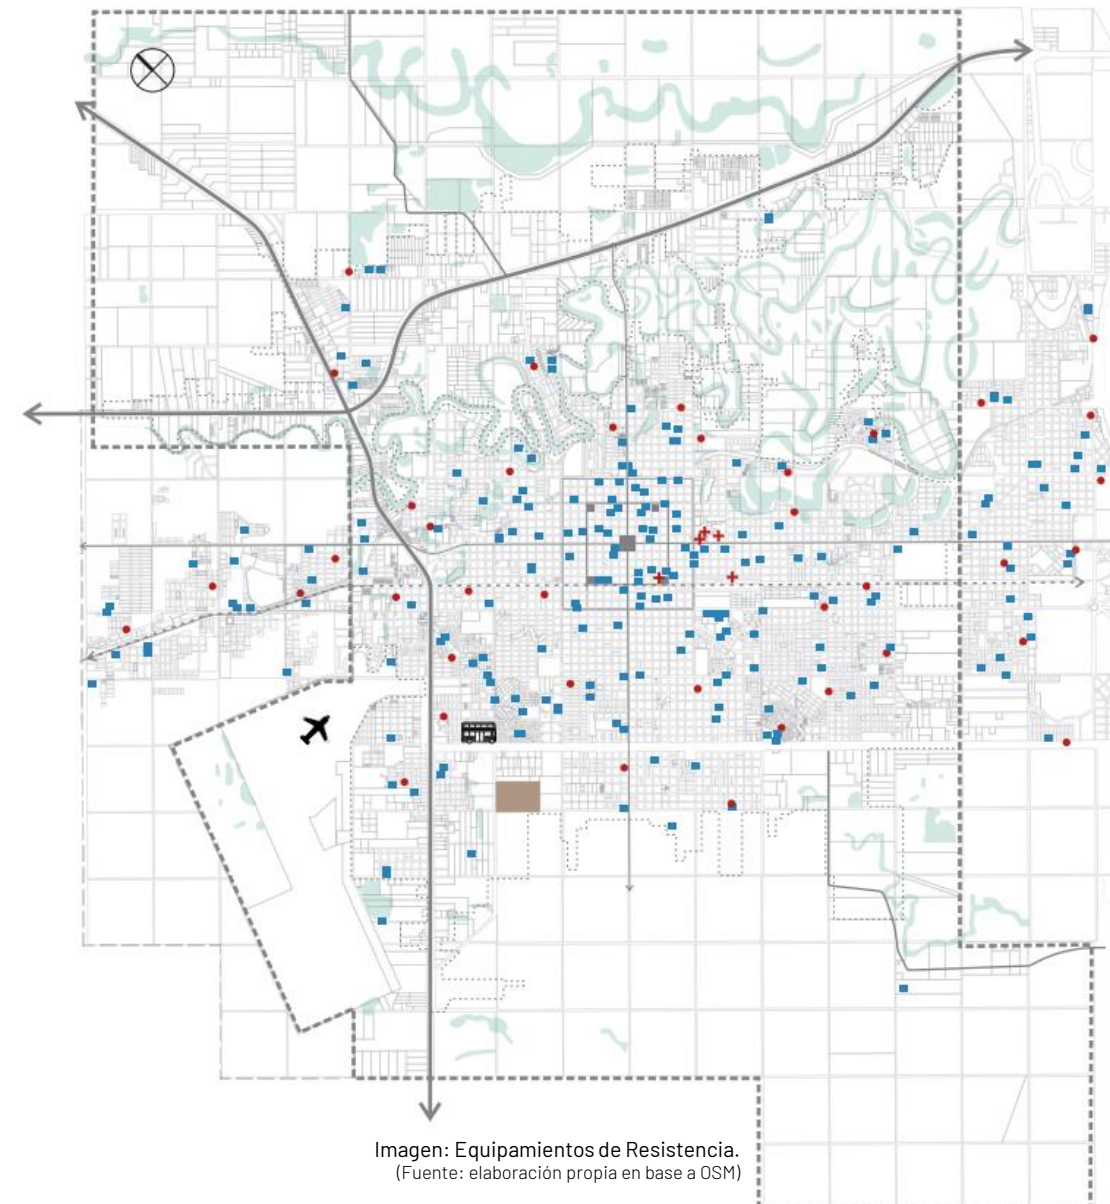 Imagen: Equipamientos de Resistencia.
(Fuente: elaboración propia en base a OSM)